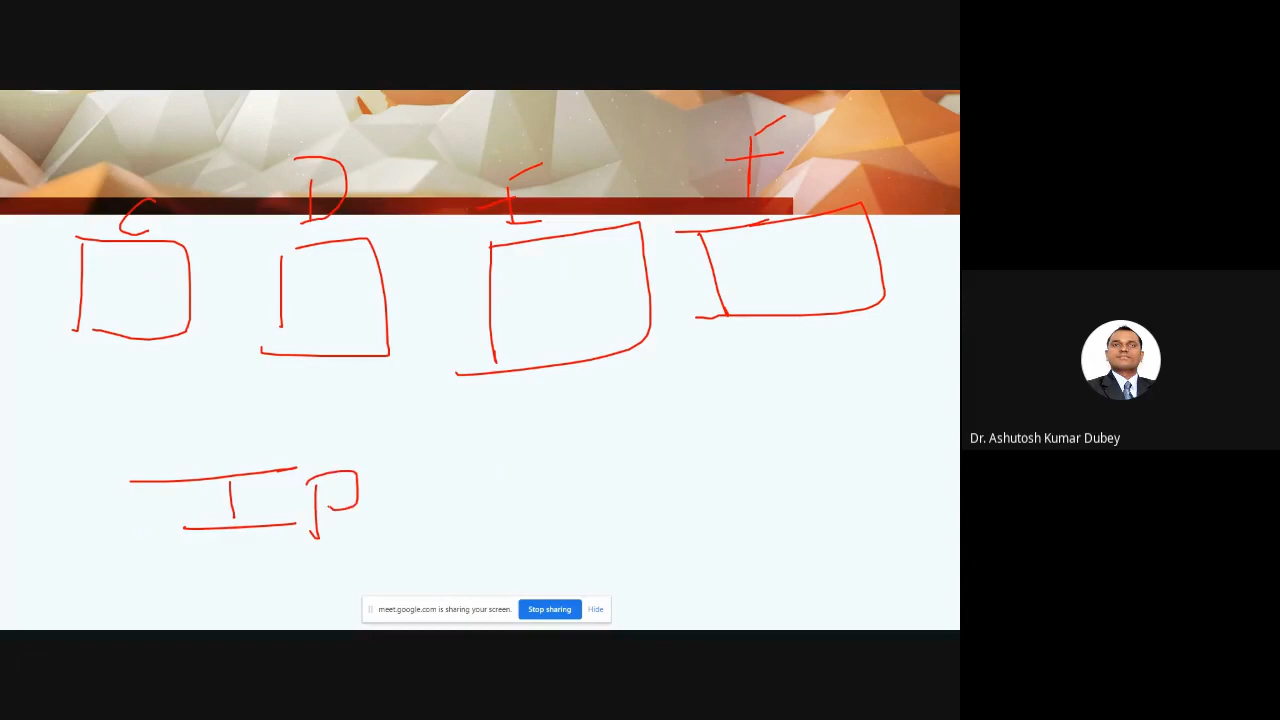 C D E F
IP
meet.google.com is sharing your screen. Stop sharing Hide
Dr. Ashutosh Kumar Dubey